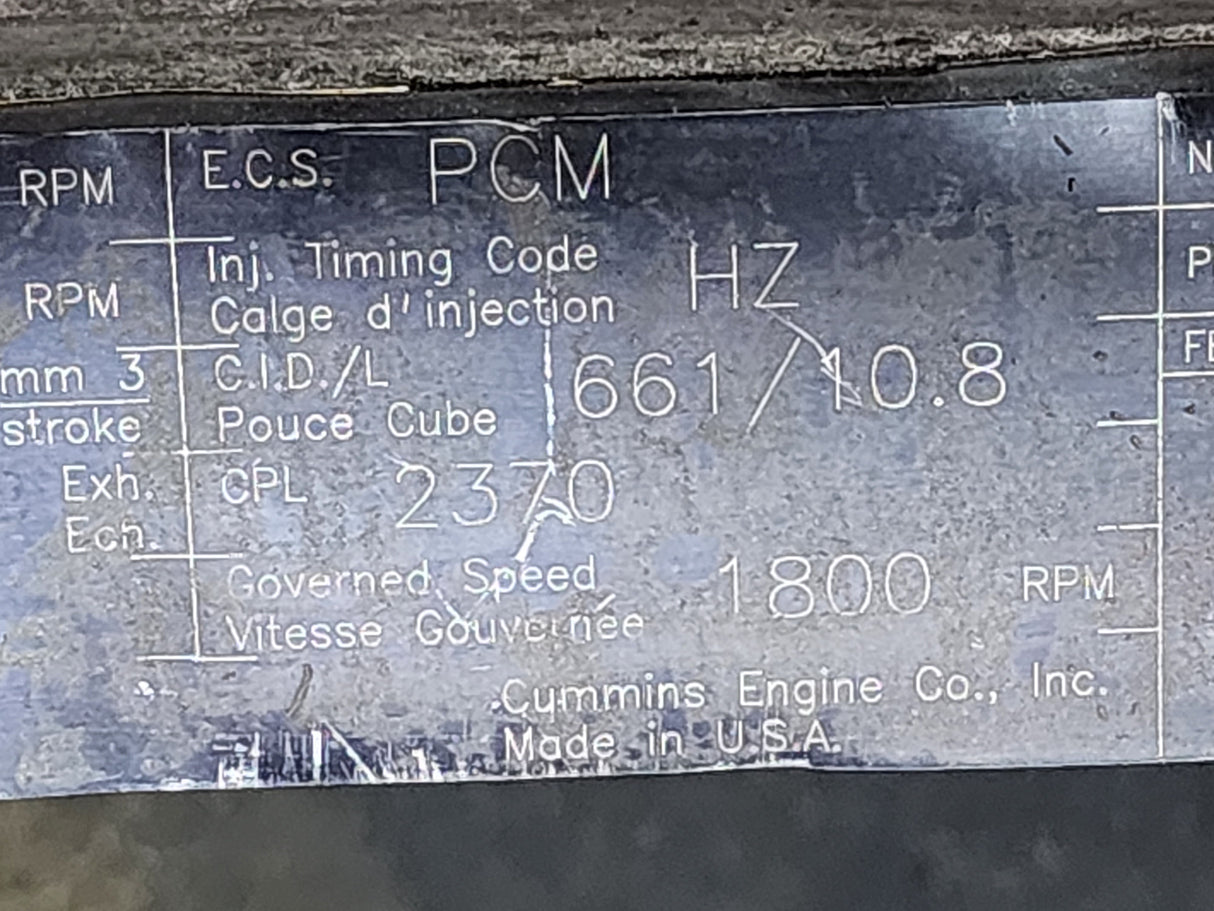 RPM
E.C.S. PCM
Inj. Timing Code HZ
Calge d'injection
RPM
mm 3
stroke
C.I.D./L 661/10.8
Pouce Cube
Exh.
Ech.
CPL 2370
Governed Speed 1800 RPM
Vitesse Gouvernée
Cummins Engine Co., Inc.
Made in U.S.A.